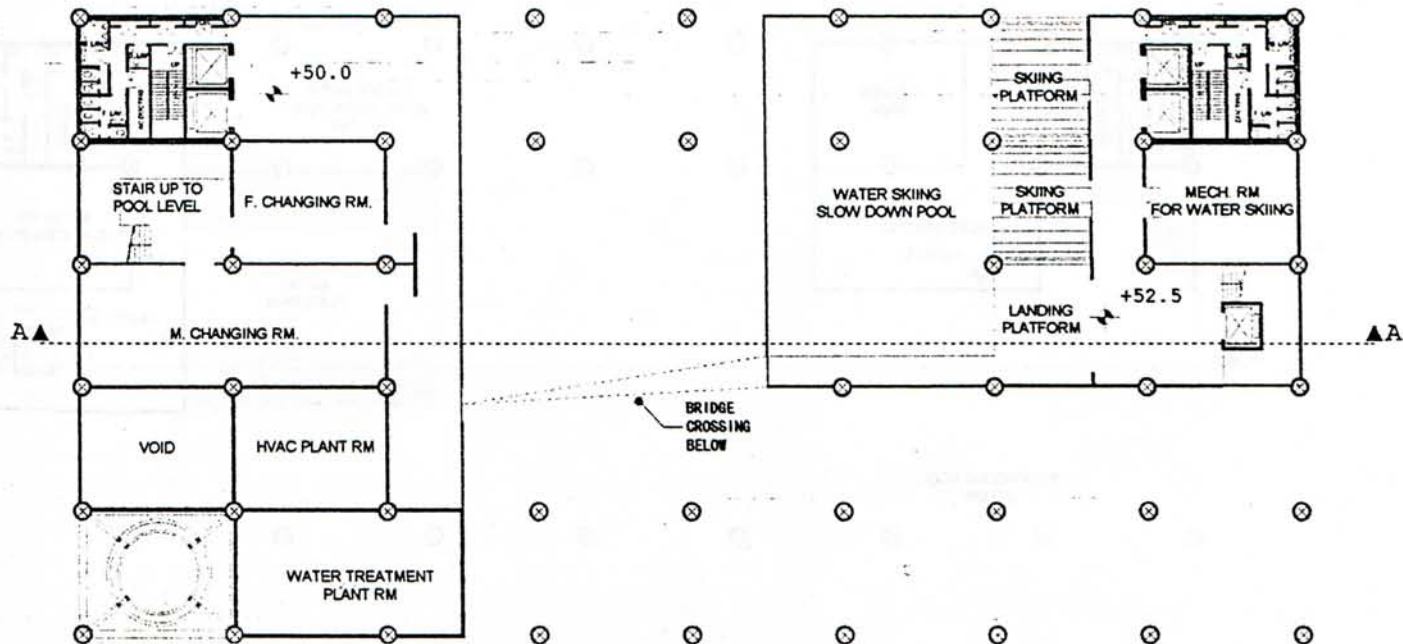 +50.0
SKIING
PLATFORM
STAIR UP TO
POOL LEVEL
F. CHANGING RM.
WATER SKIING
SLOW DOWN POOL
SKIING
PLATFORM
MECH. RM
FOR WATER SKIING
M. CHANGING RM.
LANDING
PLATFORM
+52.5
A
A
BRIDGE
CROSSING
BELOW
VOID
HVAC PLANT RM
WATER TREATMENT
PLANT RM